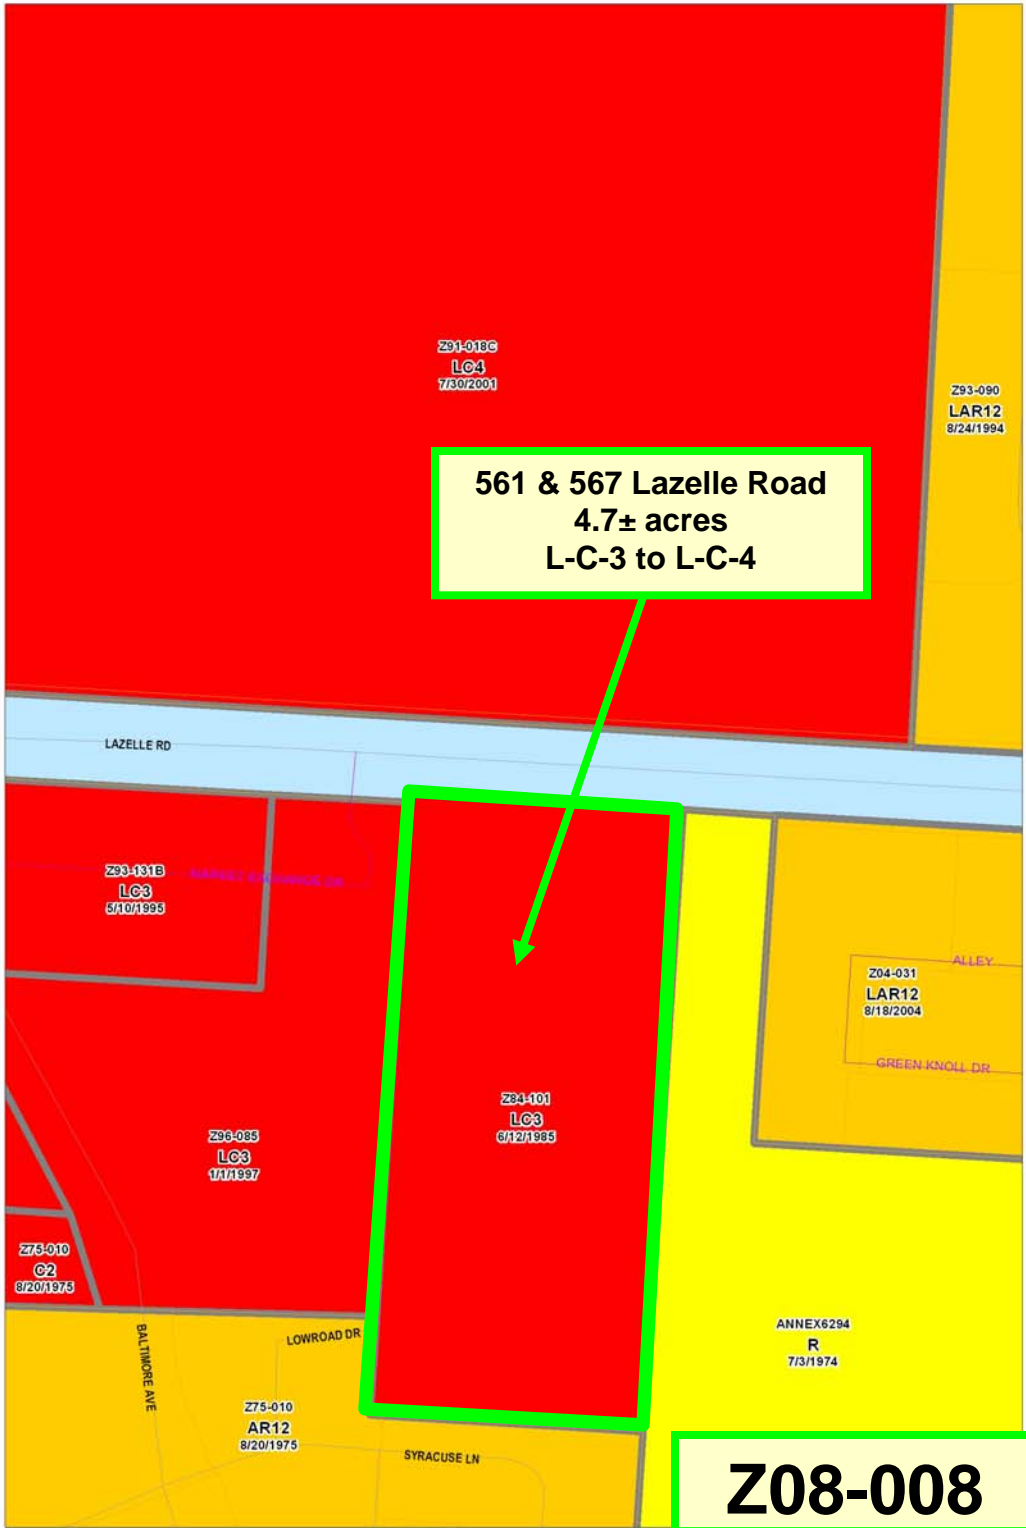 Z91-018C
LC4
7/30/2001
Z93-090
LAR12
8/24/1994
561 & 567 Lazelle Road
4.7± acres
L-C-3 to L-C-4
LAZELLE RD
Z93-131B
LC3
5/10/1995
MARKET EXCHANGE DR
ALLEY
Z04-031
LAR12
8/18/2004
GREEN KNOLL DR
Z84-101
LC3
6/12/1985
Z96-085
LC3
1/1/1997
Z75-010
C2
8/20/1975
ANNEX6294
R
7/3/1974
LOWROAD DR
BALTIMORE AVE
Z75-010
AR12
8/20/1975
SYRACUSE LN
Z08-008